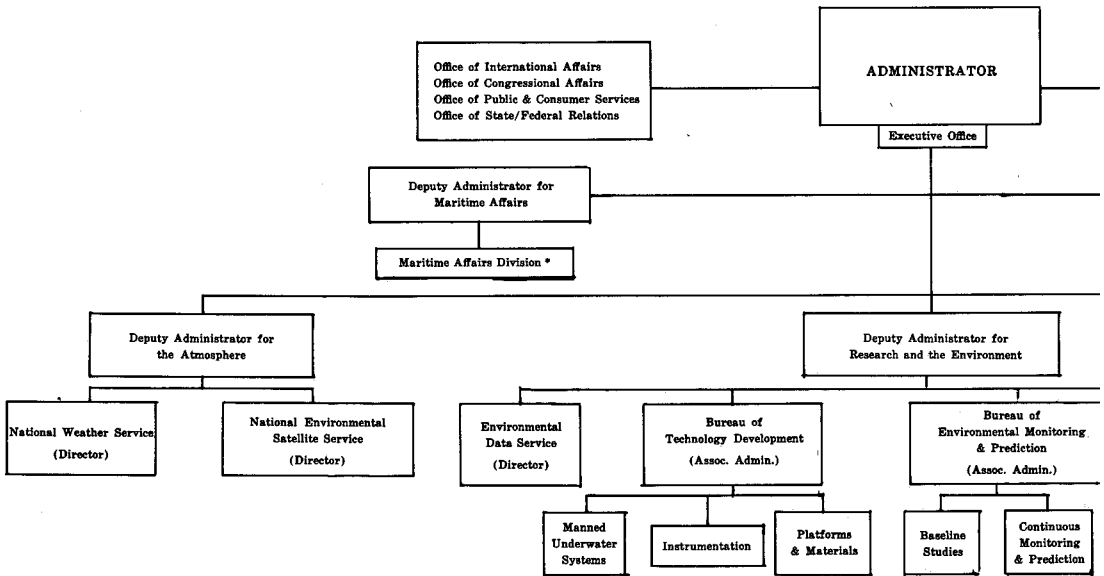 Office of International Affairs
Office of Congressional Affairs
Office of Public & Consumer Services
Office of State/Federal Relations
ADMINISTRATOR
Executive Office
Deputy Administrator for
Maritime Affairs
Maritime Affairs Division *
Deputy Administrator for
the Atmosphere
Deputy Administrator for
Research and the Environment
National Weather Service
(Director)
National Environmental
Satellite Service
(Director)
Environmental
Data Service
(Director)
Bureau of
Technology Development
(Assoc. Admin.)
Bureau of
Environmental Monitoring
& Prediction
(Assoc. Admin.)
Manned
Underwater
Systems
Instrumentation
Platforms
& Materials
Baseline
Studies
Continuous
Monitoring
& Prediction